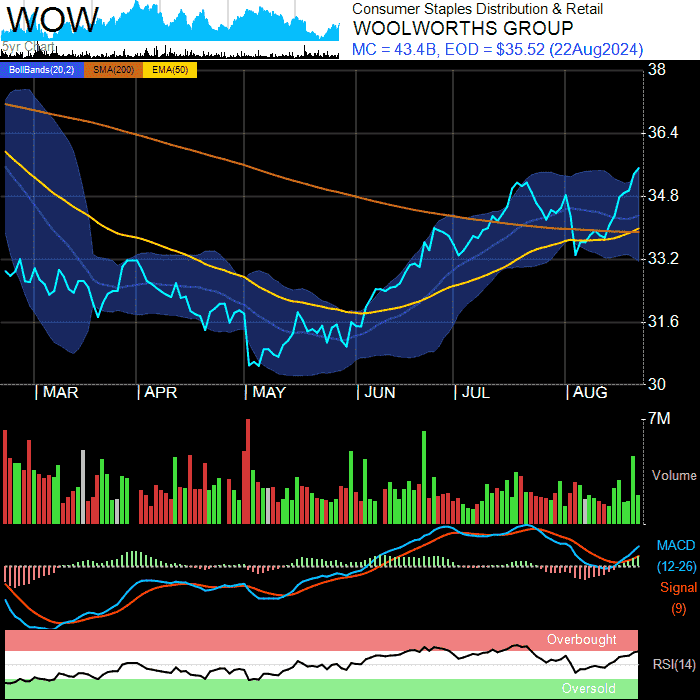 WOW
5yr Chart
Consumer Staples Distribution & Retail
WOOLWORTHS GROUP
MC = 43.4B, EOD = $35.52 (22Aug2024)
BollBands(20,2) SMA(200) EMA(50)
38
36.4
34.8
33.2
31.6
30
| MAR | APR | MAY | JUN | JUL | AUG
7M
Volume
MACD
(12-26)
Signal
(9)
Overbought
RSI(14)
Oversold